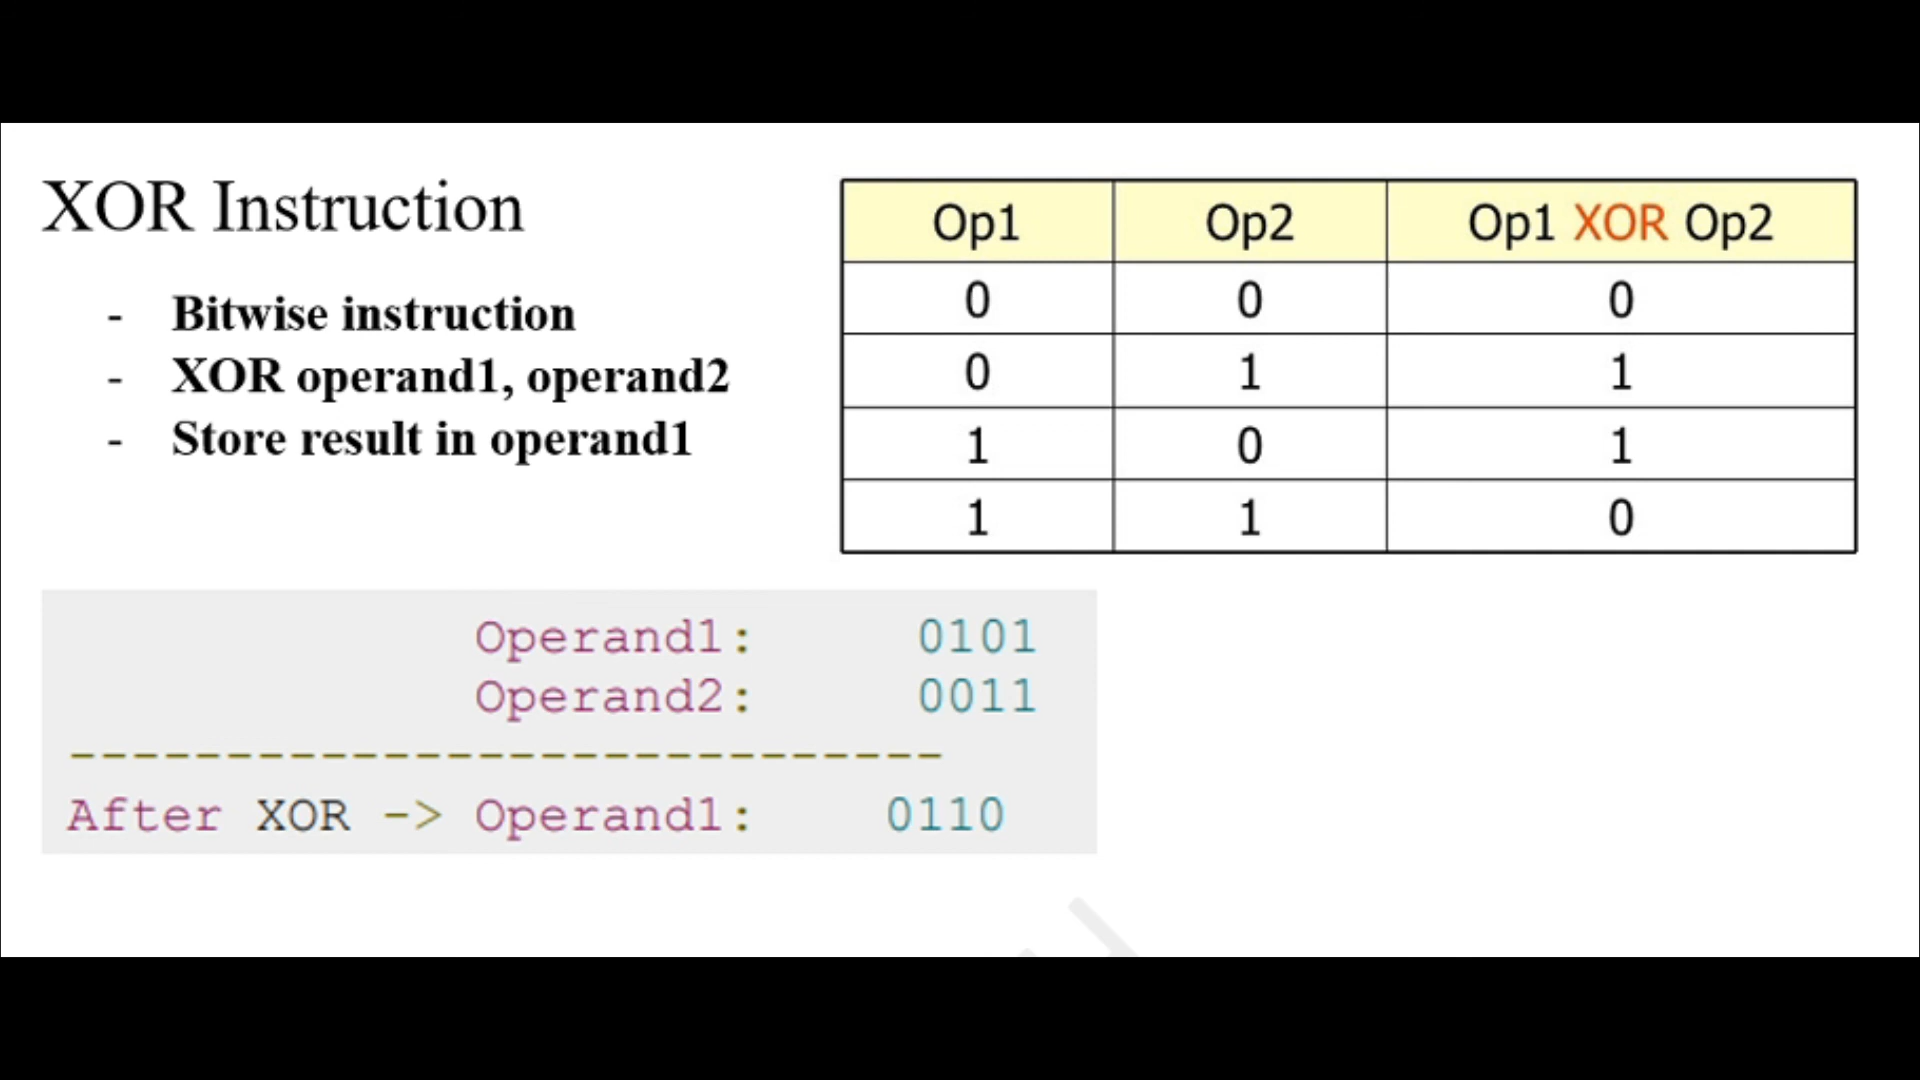 XOR Instruction
- Bitwise instruction
- XOR operand1, operand2
- Store result in operand1
Op1 Op2 Op1 XOR Op2
0 0 0
0 1 1
1 0 1
1 1 0
Operand1: 0101
Operand2: 0011
----------------------------
After XOR -> Operand1: 0110